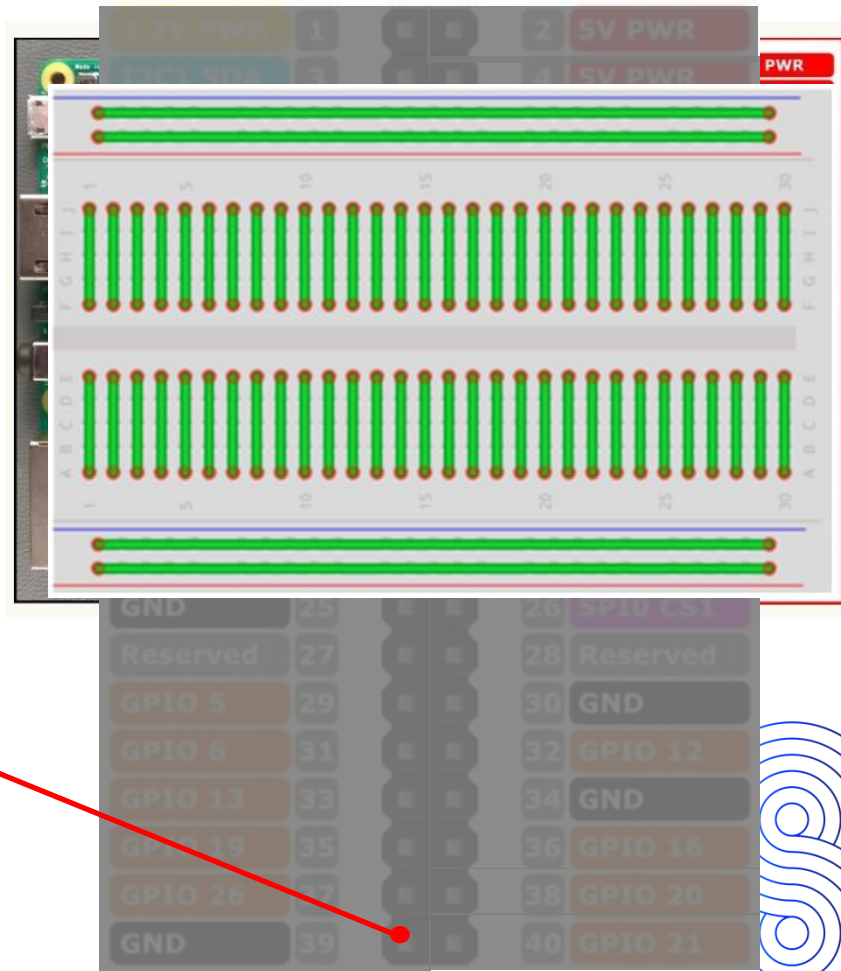 3.3V PWR 1 2 5V PWR
I2C1 SDA 3 4 5V PWR
PWR
1 5 10 15 20 25 30
J J
I I
H H
G G
F F
E E
D D
C C
B B
A A
1 5 10 15 20 25 30
GND 25 26 SPI0 CS1
Reserved 27 28 Reserved
GPIO 5 29 30 GND
GPIO 6 31 32 GPIO 12
GPIO 13 33 34 GND
GPIO 19 35 36 GPIO 16
GPIO 26 37 38 GPIO 20
GND 39 40 GPIO 21